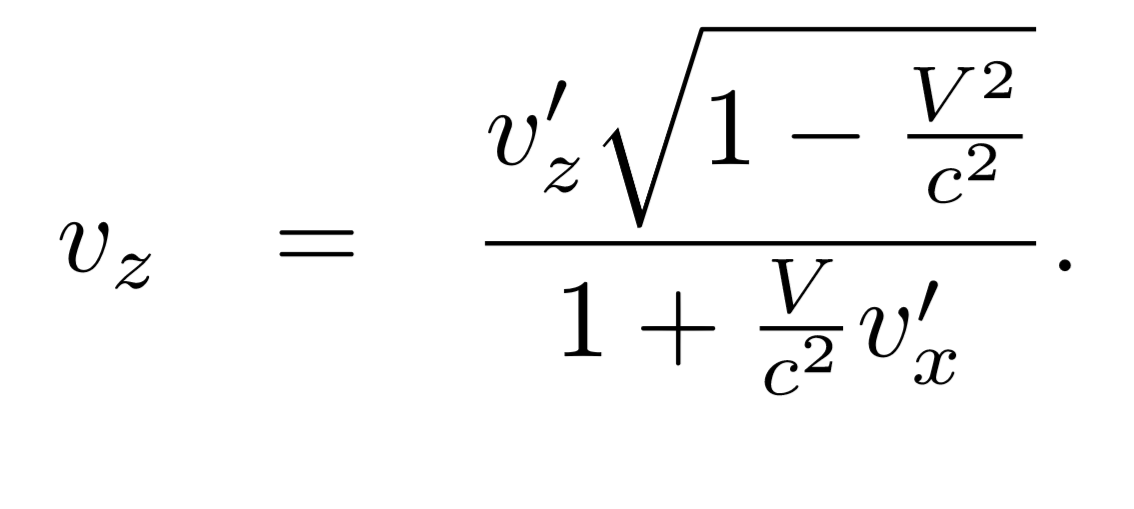 v_z = \frac{v'_z \sqrt{1 - \frac{V^2}{c^2}}}{1 + \frac{V}{c^2} v'_x}.